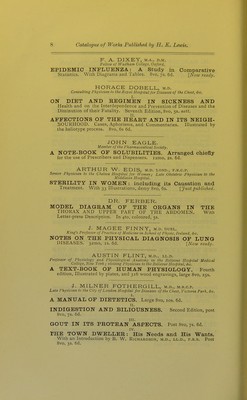 8 Catalogue of Works Published by H. K. Lewis.
F. A. DIXEY, M.A., D.M.
Fellow of Wadham College, Oxford.
EPIDEMIC INFLUENZA: A Study in Comparative
Statistics. With Diagrams and Tables. 8vo, 7s. 6d. [Now ready.
HORACE DOBELL, M.D.
Consulting Physician to the Royal Hospital for Diseases of the Chest, &c.
I.
ON DIET AND REGIMEN IN SICKNESS AND
Health and on the Interdependence and Prevention of Diseases and the
Diminution of their Fatality. Seventh Edition, 8vo, 5s. nett.
II.
AFFECTIONS OF THE HEART AND IN ITS NEIGH-
BOURHOOD. Cases, Aphorisms, and Commentaries. Illustrated by
the heliotype process. 8vo, 6s 6d.
JOHN EAGLE.
Member of the Pharmaceutical Society.
A NOTE-BOOK OF SOLUBILITIES. Arranged chiefly
for the use of Prescribers and Dispensers. 12mo, 2s. 6d.
ARTHUR W. EDIS, M.D. LOND., F.R.C.P.
Senior Physician to the Chelsea Hospital for Women; Late Obstetric Physician to the
Middlesex Hospital.
STERILITY IN WOMEN: including its Causation and
Treatment. With 33 Illustrations, demy 8vo, 6s. [Just published.
DR. FERBER.
MODEL DIAGRAM OF THE ORGANS IN THE
THORAX AND UPPER PART OF THE ABDOMEN. With
Letter-press Description. In 4to, coloured, 5s.
J. MAGEE FINNY, M.D. DUBL.
King's Professor of Practice of Medicine in School of Physic, Ireland, &c.
NOTES ON THE PHYSICAL DIAGNOSIS OF LUNG
DISEASES. 32mo, 1s. 6d. [Now ready.
AUSTIN FLINT, M.D., LL.D.
Professor of Physiology and Physiological Anatomy in the Bellevue Hospital Medical
College, New York; visiting Physician to the Bellevue Hospital, &c.
A TEXT-BOOK OF HUMAN PHYSIOLOGY. Fourth
edition, Illustrated by plates, and 316 wood engravings, large 8vo, 25s.
J. MILNER FOTHERGILL, M.D., M.R.C.P.
Late Physician to the City of London Hospital for Diseases of the Chest, Victoria Park, &c.
I.
A MANUAL OF DIETETICS. Large 8vo, 10s. 6d.
II.
INDIGESTION AND BILIOUSNESS. Second Edition, post
8vo, 7s. 6d.
III.
GOUT IN ITS PROTEAN ASPECTS. Post 8vo, 7s. 6d.
IV.
THE TOWN DWELLER: His Needs and His Wants.
With an Introduction by B. W. RICHARDSON, M.D., LL.D., F.R.S. Post
8vo, 3s. 6d.